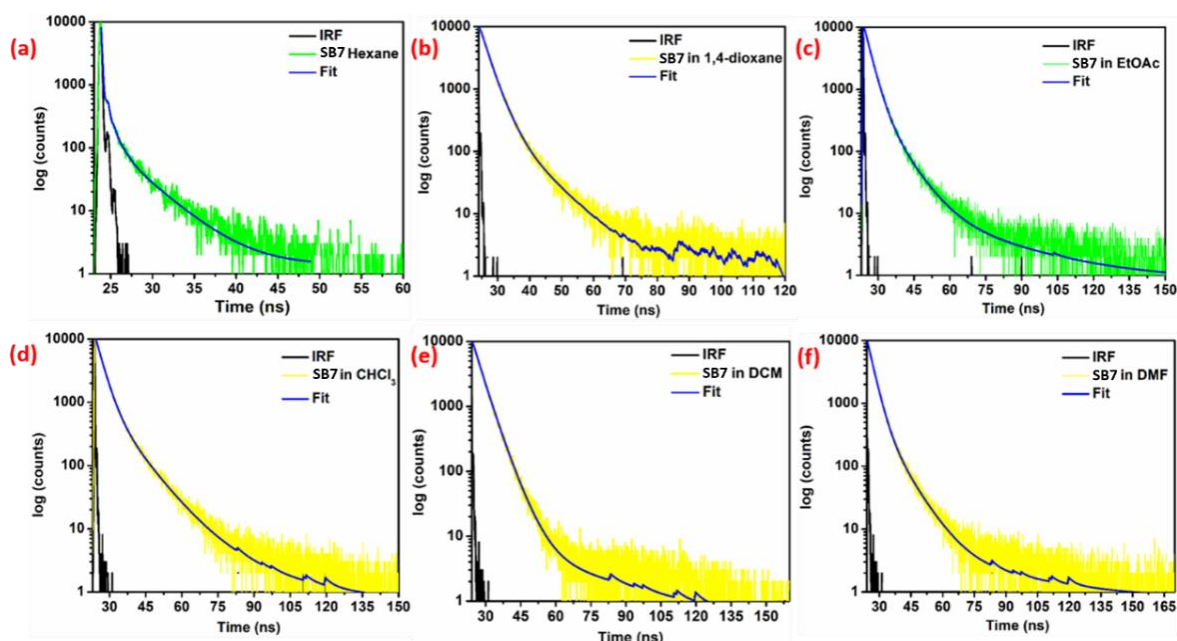 (a)
log (counts)
10000
1000
100
10
1
IRF
SB7 Hexane
Fit
25 30 35 40 45 50 55 60
Time (ns)
(b)
log (counts)
10000
1000
100
10
1
IRF
SB7 in 1,4-dioxane
Fit
30 40 50 60 70 80 90 100 110 120
Time (ns)
(c)
log (counts)
10000
1000
100
10
1
IRF
SB7 in EtOAc
Fit
30 45 60 75 90 105 120 135 150
Time (ns)
(d)
log (counts)
10000
1000
100
10
1
IRF
SB7 in CHCl3
Fit
30 45 60 75 90 105 120 135 150
Time (ns)
(e)
log (counts)
10000
1000
100
10
1
IRF
SB7 in DCM
Fit
30 45 60 75 90 105 120 135 150
Time (ns)
(f)
log (counts)
10000
1000
100
10
1
IRF
SB7 in DMF
Fit
30 45 60 75 90 105 120 135 150 165
Time (ns)